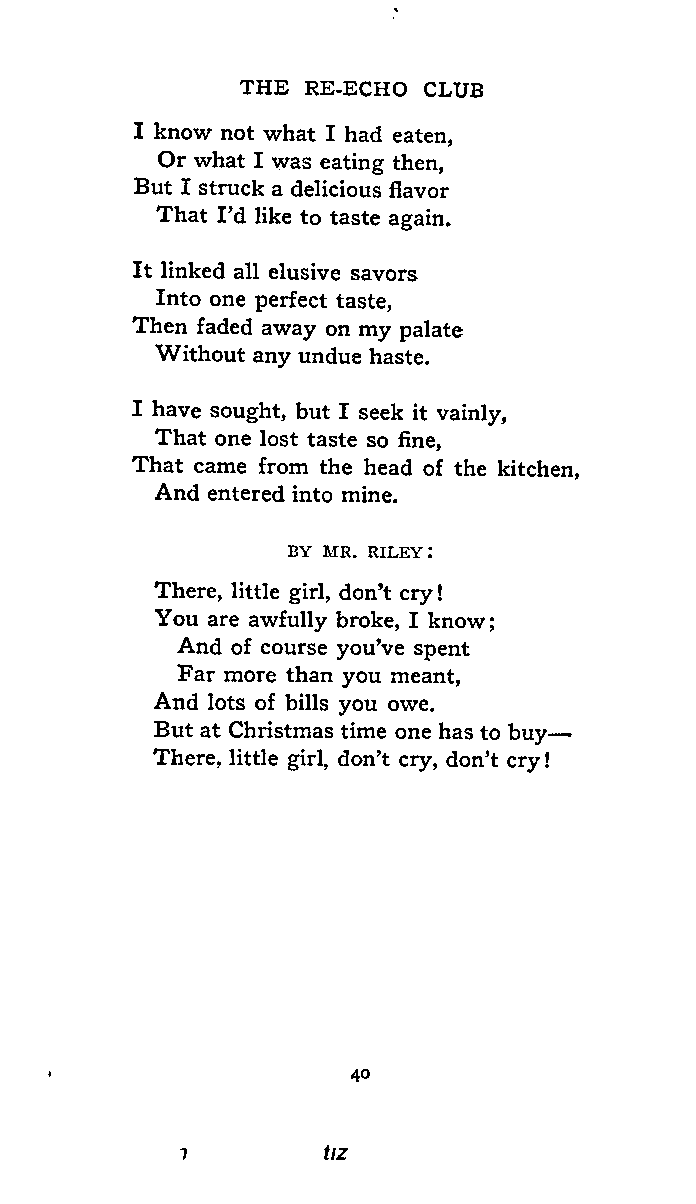 THE RE-ECHO CLUB
I know not what I had eaten,
Or what I was eating then,
But I struck a delicious flavor
That I'd like to taste again.
It linked all elusive savors
Into one perfect taste,
Then faded away on my palate
Without any undue haste.
I have sought, but I seek it vainly,
That one lost taste so fine,
That came from the head of the kitchen,
And entered into mine.
BY MR. RILEY:
There, little girl, don't cry!
You are awfully broke, I know;
And of course you've spent
Far more than you meant,
And lots of bills you owe.
But at Christmas time one has to buy—
There, little girl, don't cry, don't cry!
40